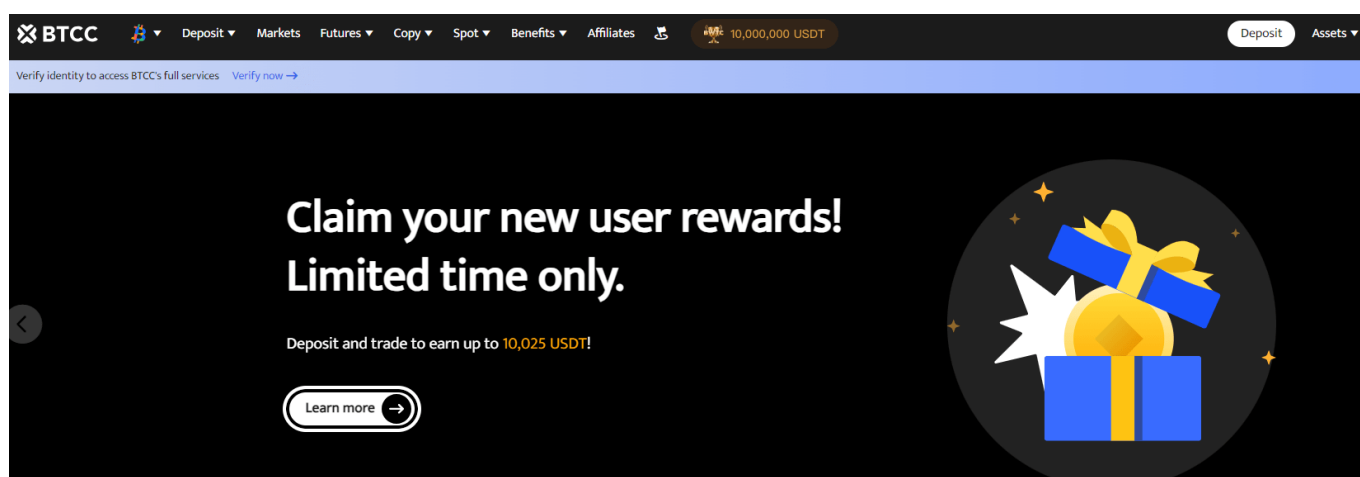 BTCC Deposit Markets Futures Copy Spot Benefits Affiliates 10,000,000 USDT Deposit Assets
Verify identity to access BTCC's full services Verify now →
Claim your new user rewards!
Limited time only.
Deposit and trade to earn up to 10,025 USDT!
Learn more →